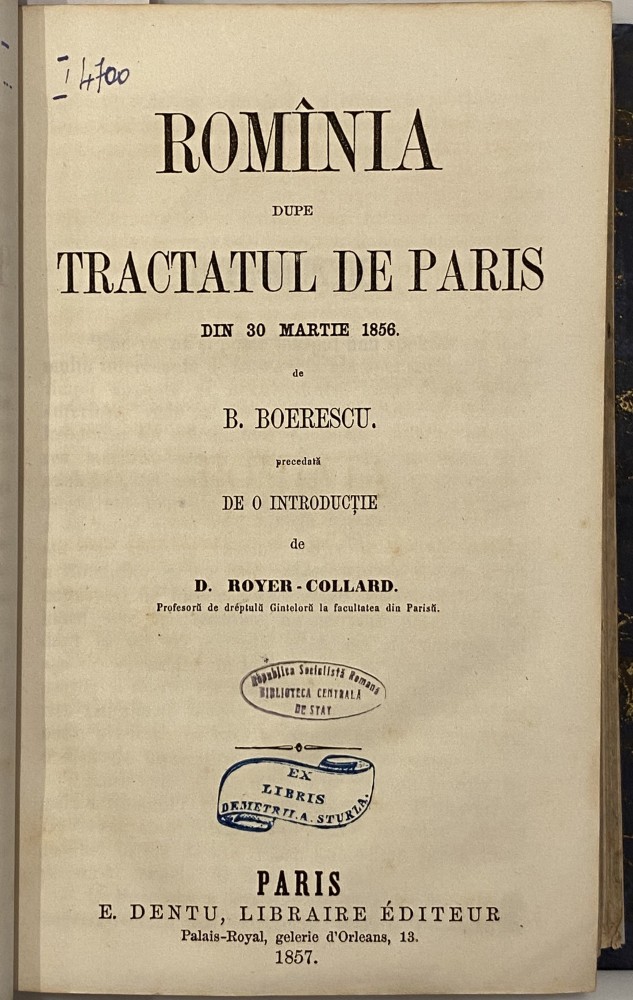 I 4700
ROMÎNIA
DUPE
TRACTATUL DE PARIS
DIN 30 MARTIE 1856.
de
B. BOERESCU.
precedată
DE O INTRODUCȚIE
de
D. ROYER-COLLARD.
Profesorŭ de dréptulŭ Gintelorŭ la facultatea din Parisŭ.
Republica Socialistă Romană
BIBLIOTECA CENTRALA
DE STAT
EX
LIBRIS
DEMETRII. A. STURZA.
PARIS
E. DENTU, LIBRAIRE ÉDITEUR
Palais-Royal, gelerie d'Orleans, 13.
1857.